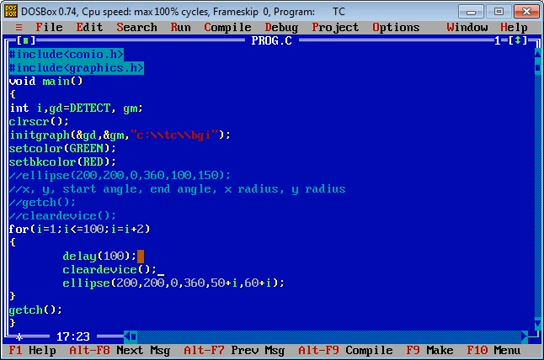 DOSBox 0.74, Cpu speed: max 100% cycles, Frameskip 0, Program: TC
≡ File Edit Search Run Compile Debug Project Options Window Help
[■] PROG.C 1=[↕]
#include<conio.h>
#include<graphics.h>
void main()
{
int i,gd=DETECT, gm;
clrscr();
initgraph(&gd,&gm,"c:\\tc\\bgi");
setcolor(GREEN);
setbkcolor(RED);
//ellipse(200,200,0,360,100,150);
//x, y, start angle, end angle, x radius, y radius
//getch();
//cleardevice();
for(i=1;i<=100;i=i+2)
{
delay(100);
cleardevice();
ellipse(200,200,0,360,50+i,60+i);
}
getch();
}
* 17:23
F1 Help Alt-F8 Next Msg Alt-F7 Prev Msg Alt-F9 Compile F9 Make F10 Menu